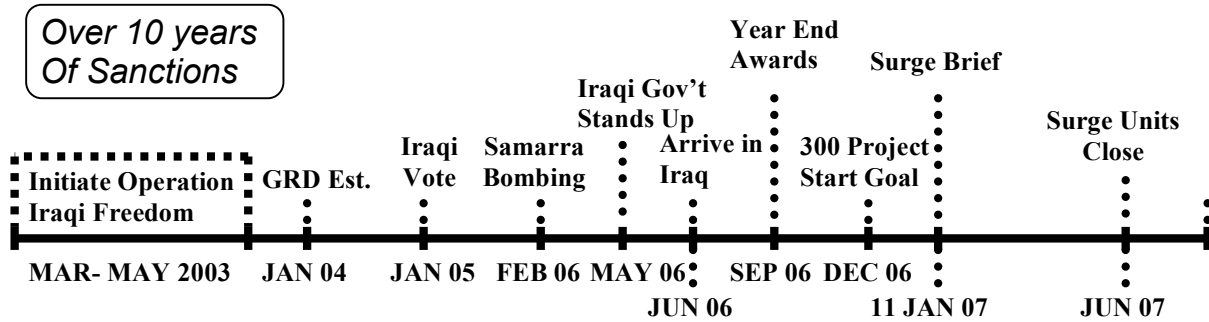 Over 10 years
Of Sanctions
Year End
Awards
Surge Brief
Iraqi Gov't
Stands Up
Surge Units
Close
Iraqi
Vote
Samarra
Bombing
Arrive in
Iraq
300 Project
Start Goal
Initiate Operation
Iraqi Freedom
GRD Est.
MAR- MAY 2003
JAN 04
JAN 05
FEB 06
MAY 06
SEP 06
DEC 06
JUN 06
11 JAN 07
JUN 07